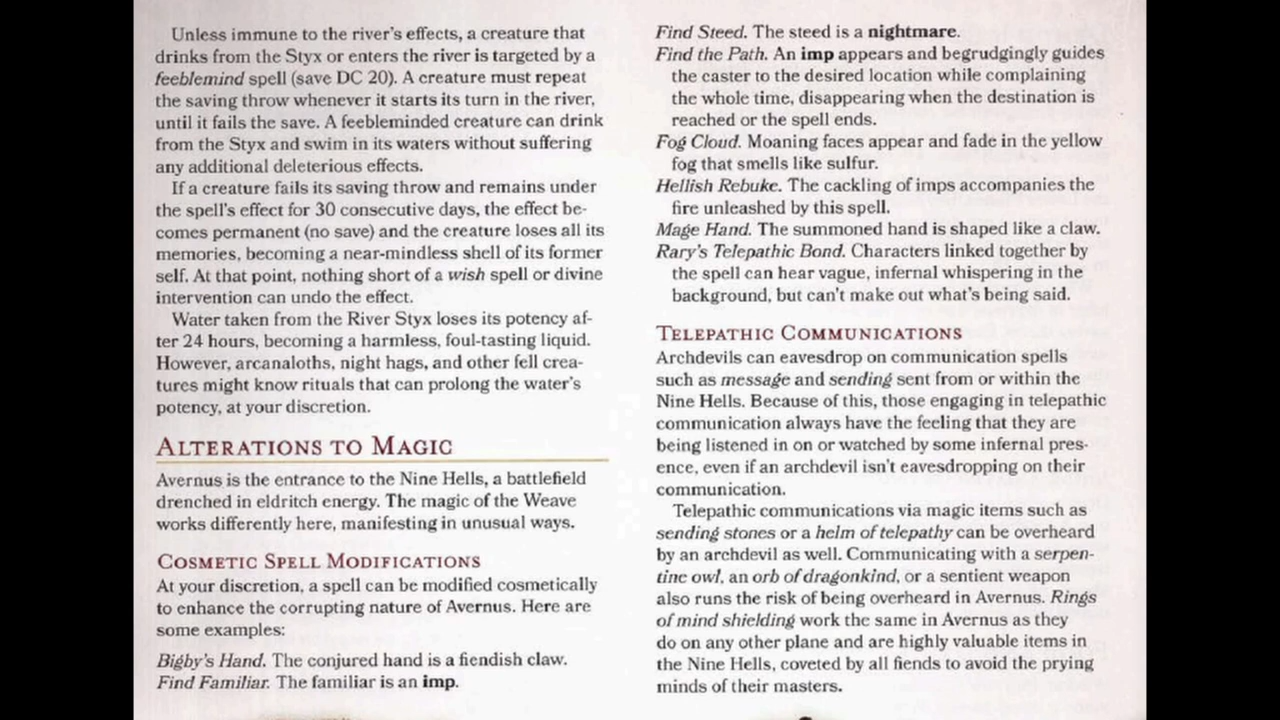 Unless immune to the river's effects, a creature that
drinks from the Styx or enters the river is targeted by a
feeblemind spell (save DC 20). A creature must repeat
the saving throw whenever it starts its turn in the river,
until it fails the save. A feebleminded creature can drink
from the Styx and swim in its waters without suffering
any additional deleterious effects.
If a creature fails its saving throw and remains under
the spell's effect for 30 consecutive days, the effect be-
comes permanent (no save) and the creature loses all its
memories, becoming a near-mindless shell of its former
self. At that point, nothing short of a wish spell or divine
intervention can undo the effect.
Water taken from the River Styx loses its potency af-
ter 24 hours, becoming a harmless, foul-tasting liquid.
However, arcanaloths, night hags, and other fell crea-
tures might know rituals that can prolong the water's
potency, at your discretion.
Alterations to Magic
Avernus is the entrance to the Nine Hells, a battlefield
drenched in eldritch energy. The magic of the Weave
works differently here, manifesting in unusual ways.
Cosmetic Spell Modifications
At your discretion, a spell can be modified cosmetically
to enhance the corrupting nature of Avernus. Here are
some examples:
Bigby's Hand. The conjured hand is a fiendish claw.
Find Familiar. The familiar is an imp.
Find Steed. The steed is a nightmare.
Find the Path. An imp appears and begrudgingly guides
the caster to the desired location while complaining
the whole time, disappearing when the destination is
reached or the spell ends.
Fog Cloud. Moaning faces appear and fade in the yellow
fog that smells like sulfur.
Hellish Rebuke. The cackling of imps accompanies the
fire unleashed by this spell.
Mage Hand. The summoned hand is shaped like a claw.
Rary's Telepathic Bond. Characters linked together by
the spell can hear vague, infernal whispering in the
background, but can't make out what's being said.
Telepathic Communications
Archdevils can eavesdrop on communication spells
such as message and sending sent from or within the
Nine Hells. Because of this, those engaging in telepathic
communication always have the feeling that they are
being listened in on or watched by some infernal pres-
ence, even if an archdevil isn't eavesdropping on their
communication.
Telepathic communications via magic items such as
sending stones or a helm of telepathy can be overheard
by an archdevil as well. Communicating with a serpen-
tine owl, an orb of dragonkind, or a sentient weapon
also runs the risk of being overheard in Avernus. Rings
of mind shielding work the same in Avernus as they
do on any other plane and are highly valuable items in
the Nine Hells, coveted by all fiends to avoid the prying
minds of their masters.